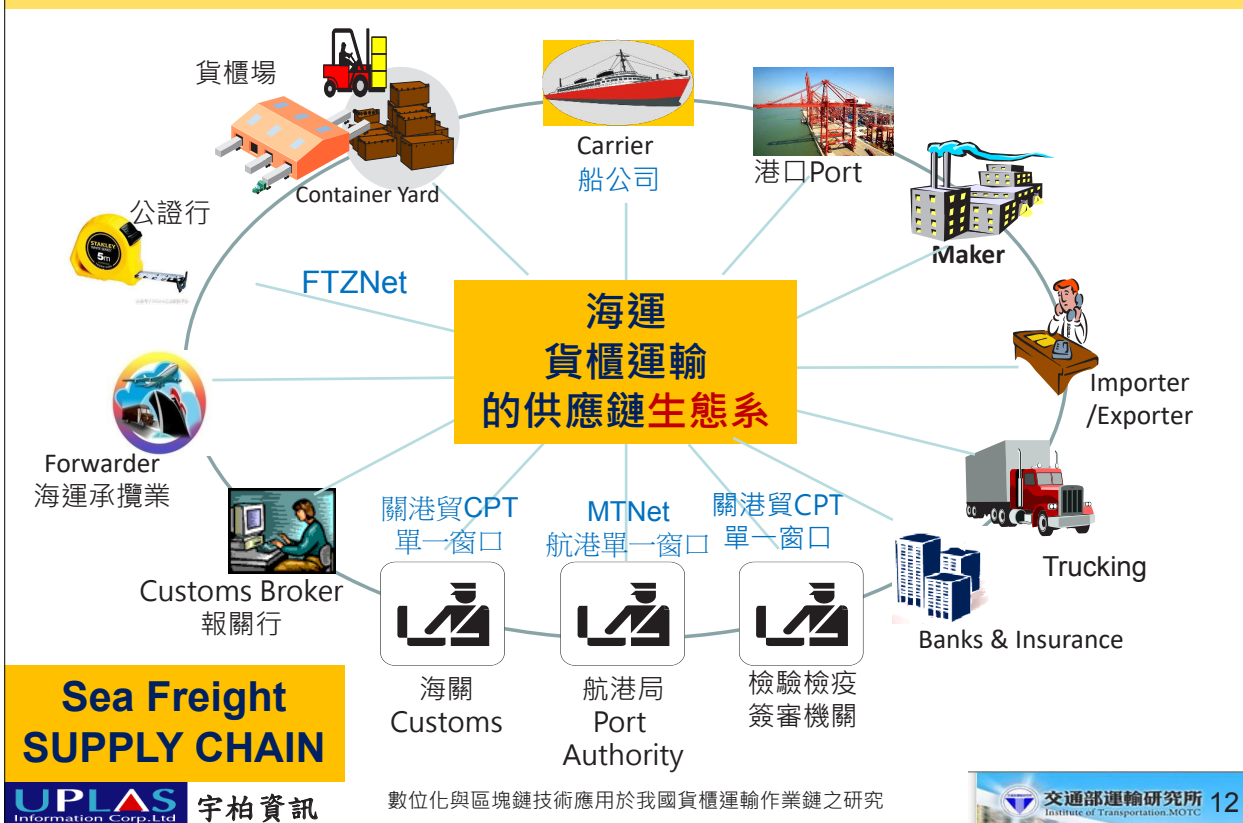 貨櫃場
Container Yard
Carrier
船公司
港口Port
Maker
公證行
STANLEY
5m
FTZNet
海運
貨櫃運輸
的供應鏈生態系
Importer
/Exporter
Forwarder
海運承攬業
Trucking
Banks & Insurance
Customs Broker
報關行
關港貿CPT
單一窗口
MTNet
航港單一窗口
關港貿CPT
單一窗口
海關
Customs
航港局
Port
Authority
檢驗檢疫
簽審機關
Sea Freight
SUPPLY CHAIN
UPLAS
Information Corp.Ltd
宇柏資訊
數位化與區塊鏈技術應用於我國貨櫃運輸作業鏈之研究
交通部運輸研究所
Institute of Transportation.MOTC
12